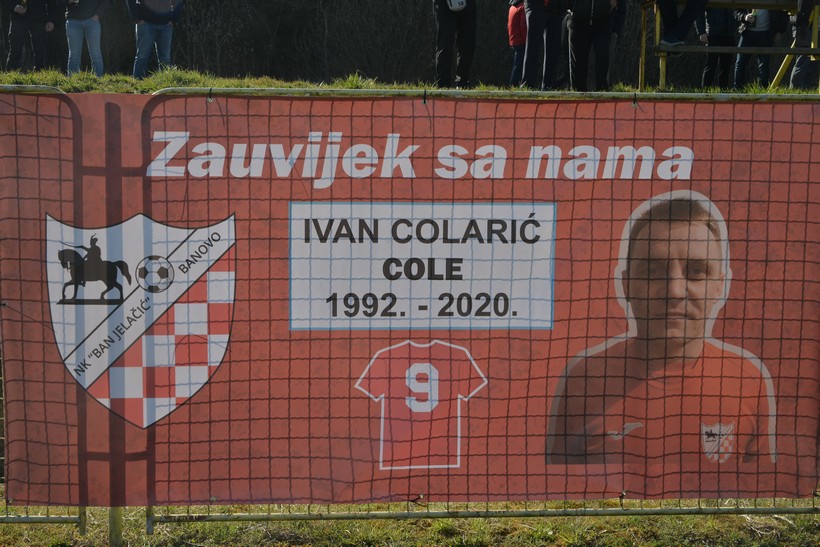 Zauvijek sa nama
IVAN COLARIĆ
COLE
1992. - 2020.
NK "BAN JELAČIĆ"
BANOVO
9